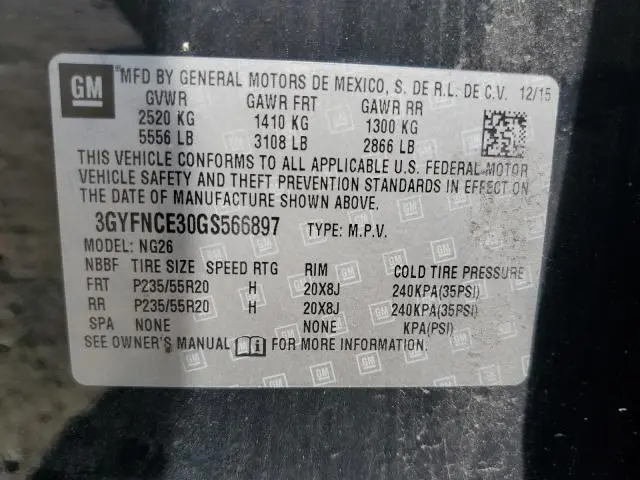 GM MFD BY GENERAL MOTORS DE MEXICO, S. DE R.L. DE C.V. 12/15
GVWR GAWR FRT GAWR RR
2520 KG 1410 KG 1300 KG
5556 LB 3108 LB 2866 LB
THIS VEHICLE CONFORMS TO ALL APPLICABLE U.S. FEDERAL MOTOR
VEHICLE SAFETY AND THEFT PREVENTION STANDARDS IN EFFECT ON
THE DATE OF MANUFACTURE SHOWN ABOVE.
3GYFNCE30GS566897 TYPE: M.P.V.
MODEL: NG26
NBBF TIRE SIZE SPEED RTG RIM COLD TIRE PRESSURE
FRT P235/55R20 H 20X8J 240KPA(35PSI)
RR P235/55R20 H 20X8J 240KPA(35PSI)
SPA NONE NONE KPA(PSI)
SEE OWNER'S MANUAL FOR MORE INFORMATION.